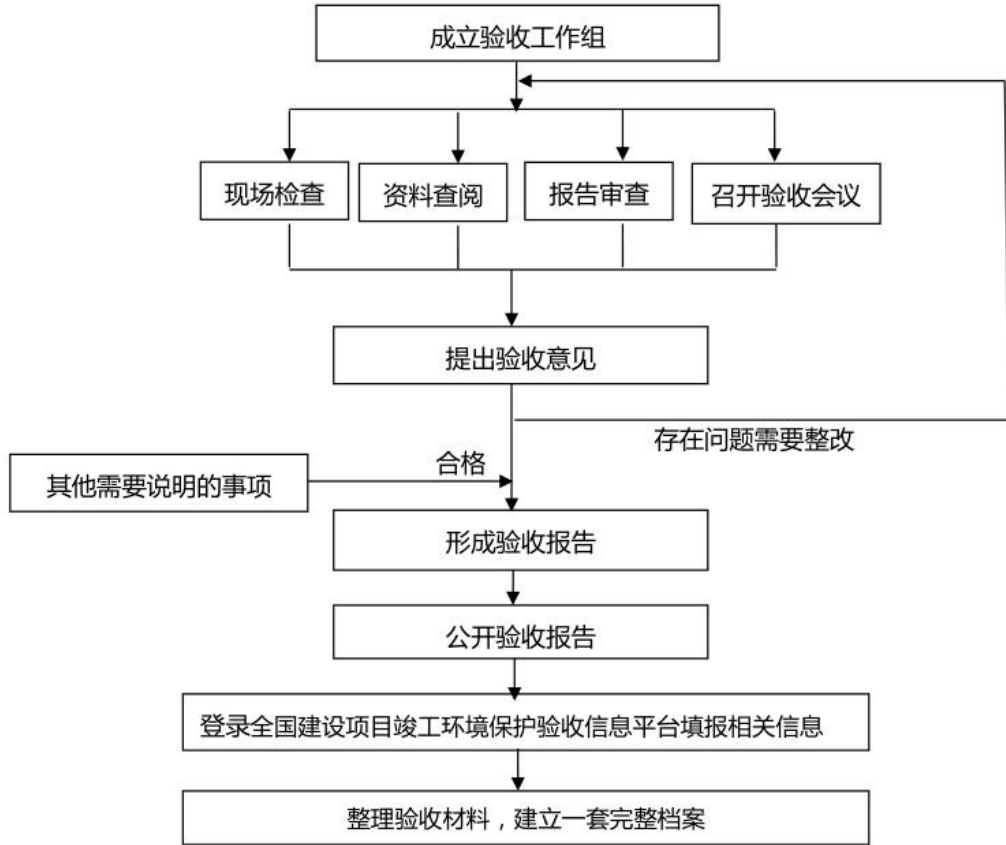 成立验收工作组
现场检查
资料查阅
报告审查
召开验收会议
提出验收意见
存在问题需要整改
合格
其他需要说明的事项
形成验收报告
公开验收报告
登录全国建设项目竣工环境保护验收信息平台填报相关信息
整理验收材料，建立一套完整档案